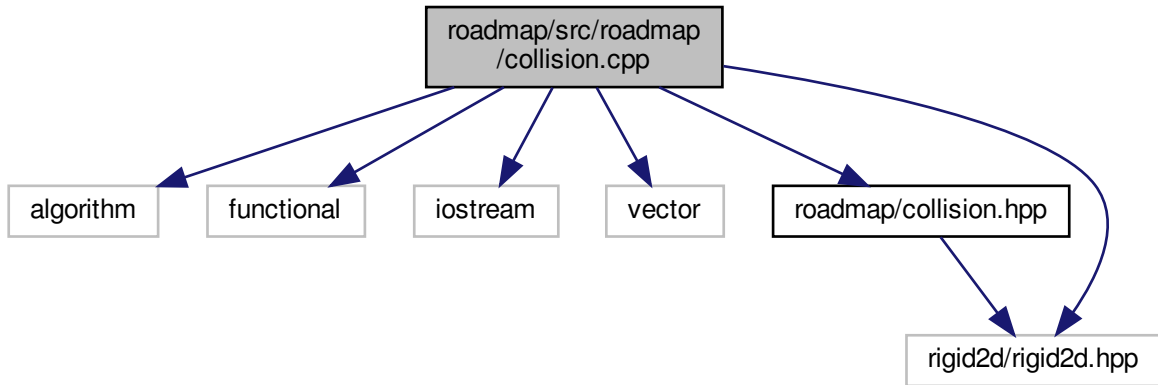 roadmap/src/roadmap
/collision.cpp
algorithm
functional
iostream
vector
roadmap/collision.hpp
rigid2d/rigid2d.hpp